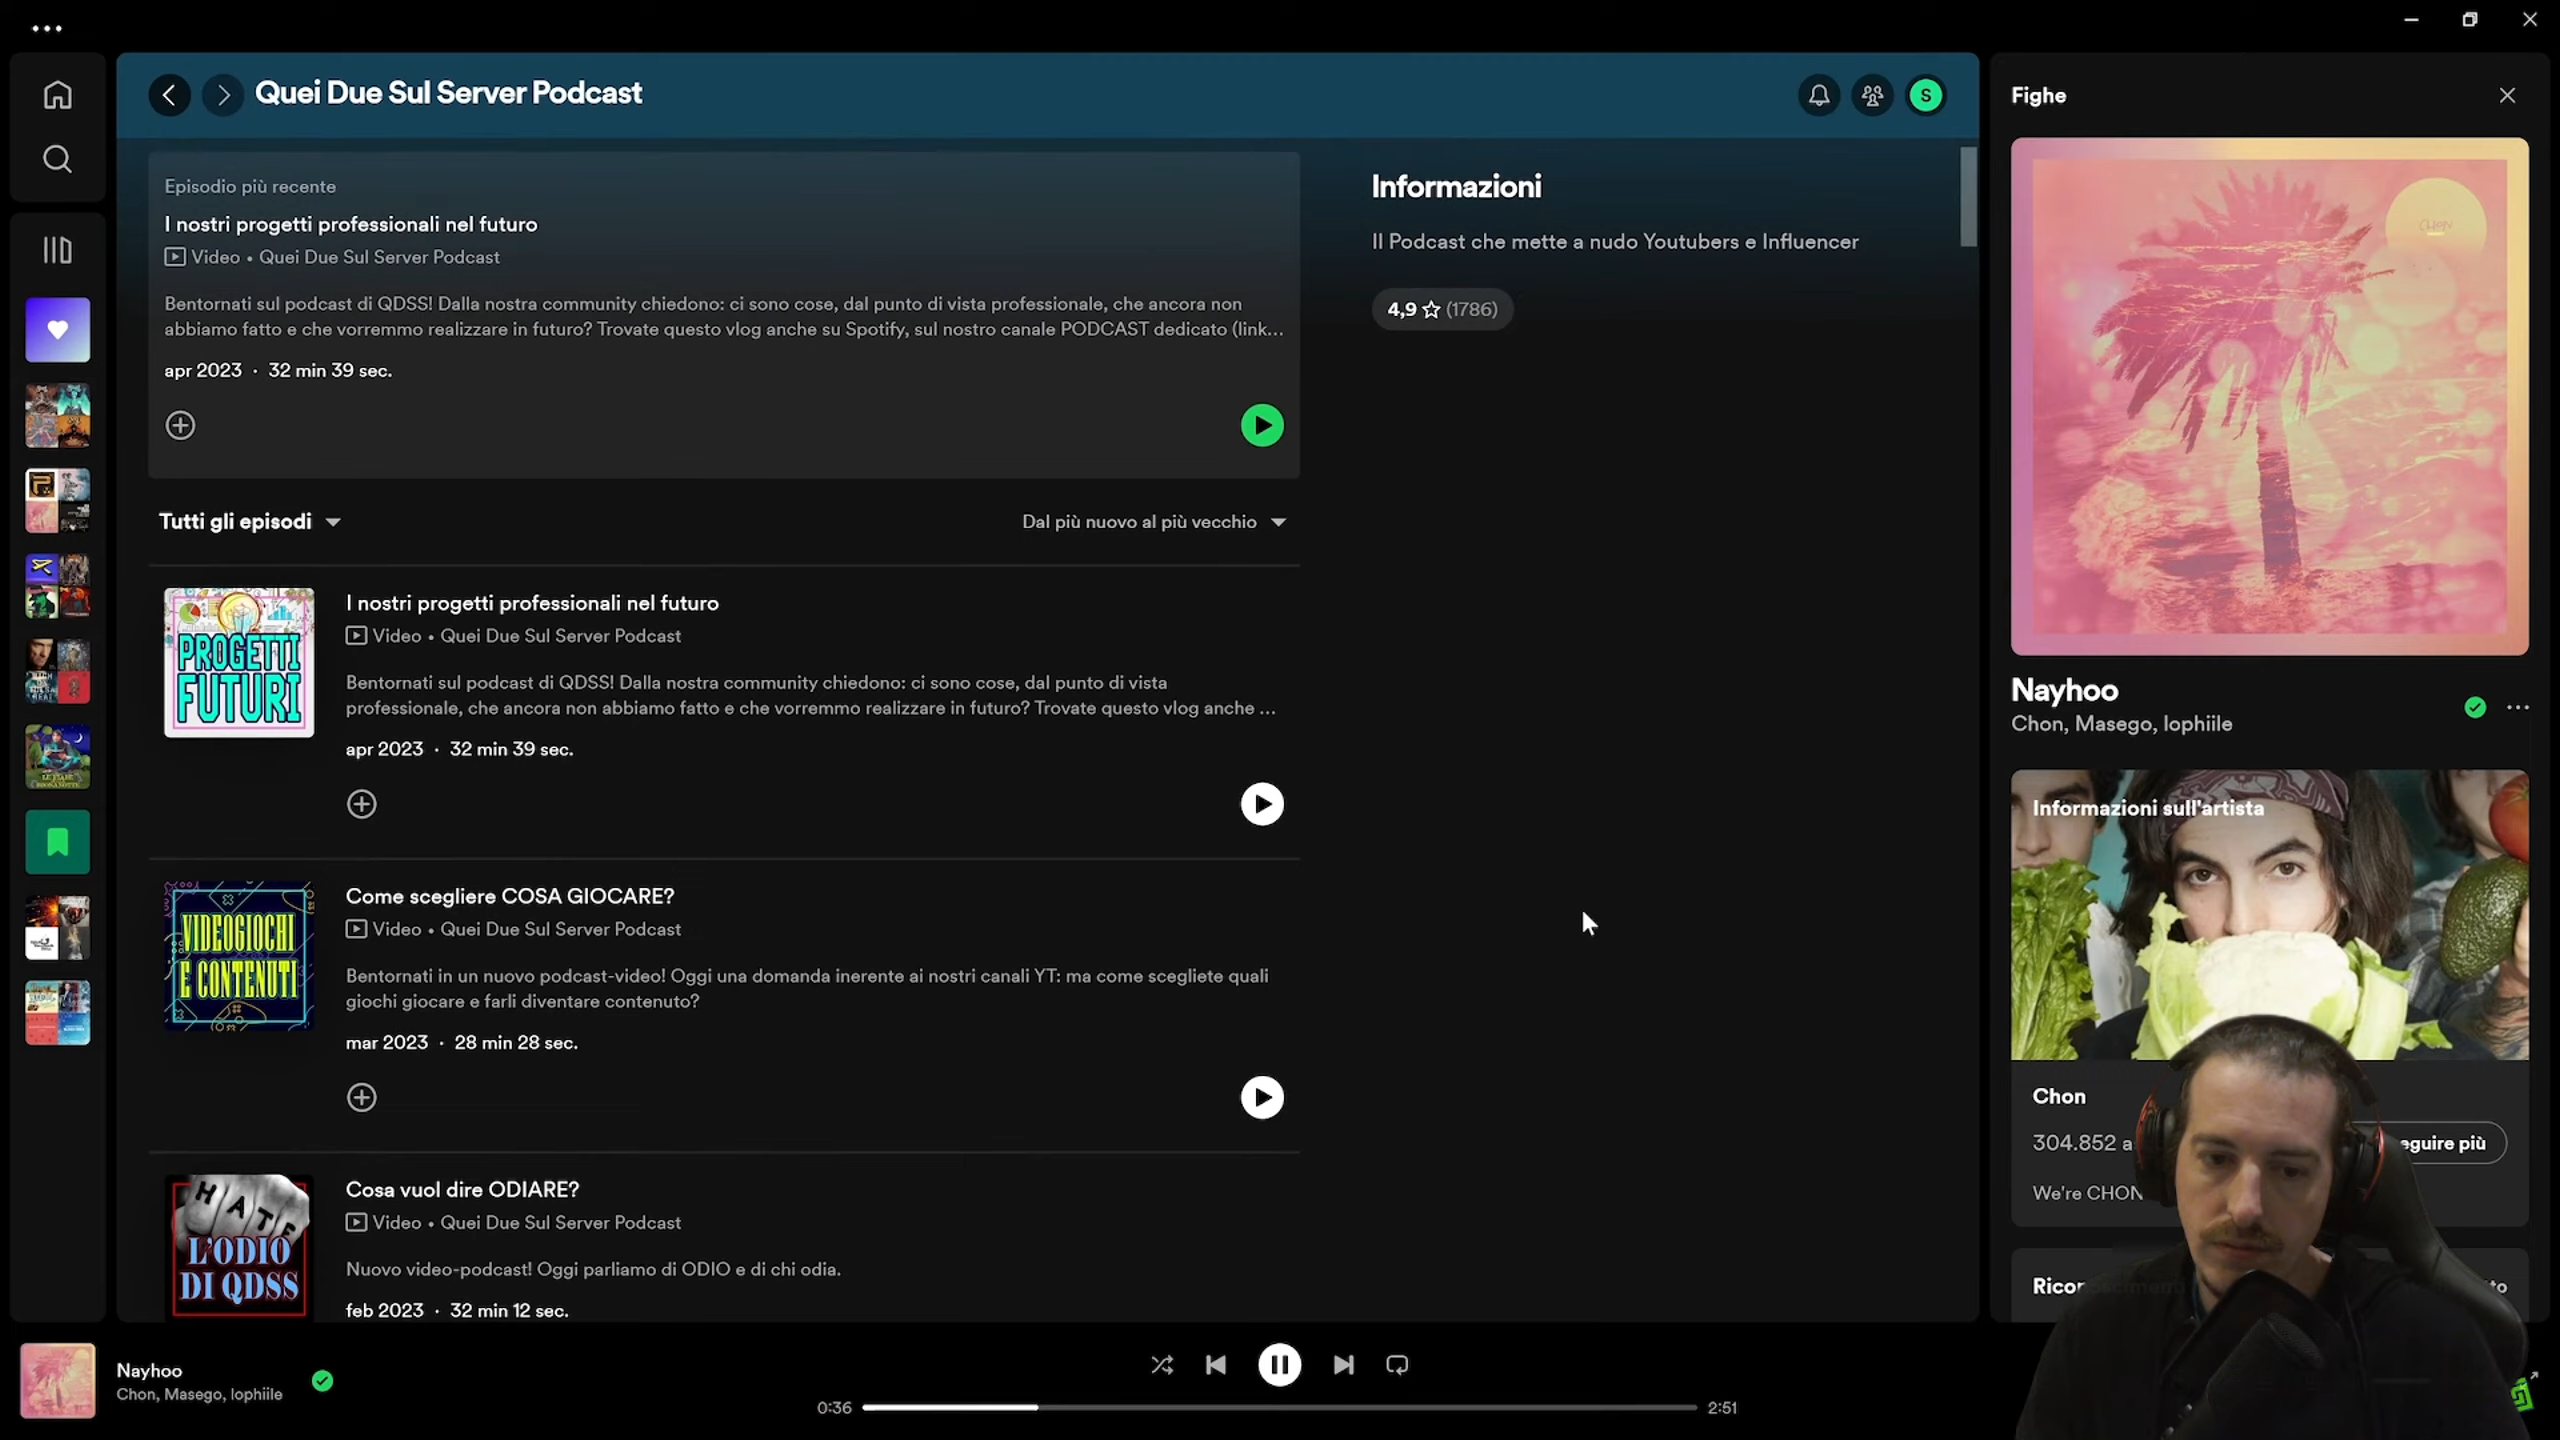 Quei Due Sul Server Podcast
S
Episodio più recente
I nostri progetti professionali nel futuro
Video • Quei Due Sul Server Podcast
Bentornati sul podcast di QDSS! Dalla nostra community chiedono: ci sono cose, dal punto di vista professionale, che ancora non
abbiamo fatto e che vorremmo realizzare in futuro? Trovate questo vlog anche su Spotify, sul nostro canale PODCAST dedicato (link...
apr 2023 · 32 min 39 sec.
Informazioni
Il Podcast che mette a nudo Youtubers e Influencer
4,9 (1786)
Tutti gli episodi
Dal più nuovo al più vecchio
PROGETTI
FUTURI
I nostri progetti professionali nel futuro
Video • Quei Due Sul Server Podcast
Bentornati sul podcast di QDSS! Dalla nostra community chiedono: ci sono cose, dal punto di vista
professionale, che ancora non abbiamo fatto e che vorremmo realizzare in futuro? Trovate questo vlog anche ...
apr 2023 · 32 min 39 sec.
VIDEOGIOCHI
E CONTENUTI
Come scegliere COSA GIOCARE?
Video • Quei Due Sul Server Podcast
Bentornati in un nuovo podcast-video! Oggi una domanda inerente ai nostri canali YT: ma come scegliete quali
giochi giocare e farli diventare contenuto?
mar 2023 · 28 min 28 sec.
HATE
L'ODIO
DI QDSS
Cosa vuol dire ODIARE?
Video • Quei Due Sul Server Podcast
Nuovo video-podcast! Oggi parliamo di ODIO e di chi odia.
feb 2023 · 32 min 12 sec.
Fighe
CHON
Nayhoo
Chon, Masego, Iophiile
Informazioni sull'artista
Chon
304.852 a
eguire più
We're CHON
Nayhoo
Chon, Masego, Iophiile
0:36
2:51